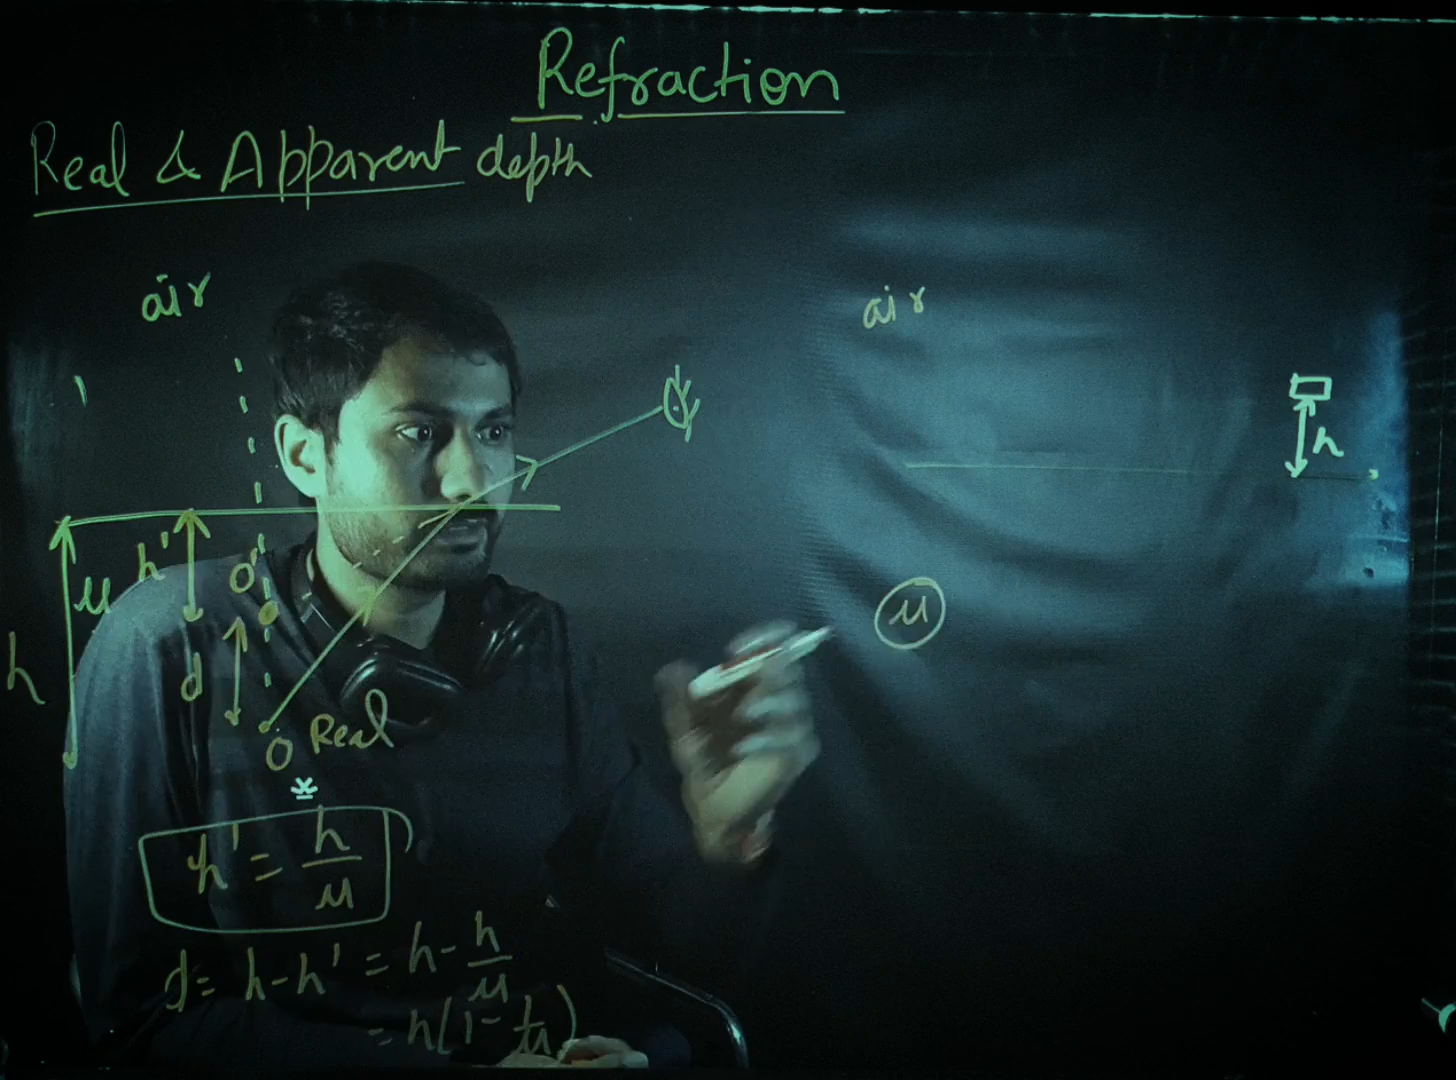 Refraction
Real & Apparent depth
air
air
h
μ
h'
O'
d
h
μ
O Real
*
h' = h/μ
d = h-h' = h - h/μ
= h(1 - 1/μ)